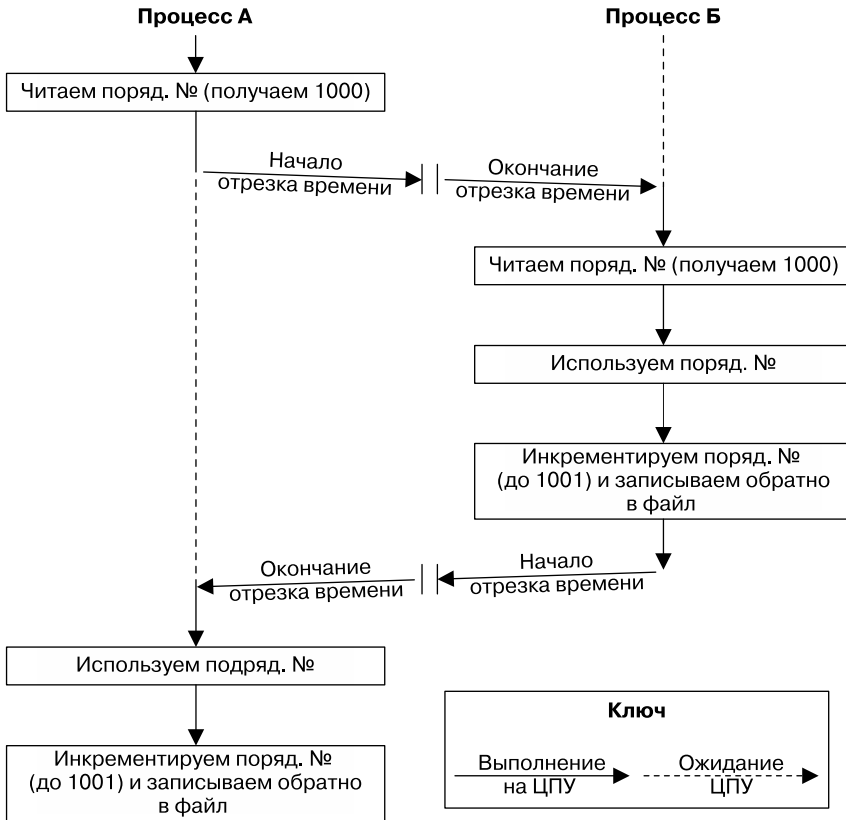 Процесс А
Процесс Б
Читаем поряд. № (получаем 1000)
Начало
отрезка времени
Окончание
отрезка времени
Читаем поряд. № (получаем 1000)
Используем поряд. №
Инкрементируем поряд. №
(до 1001) и записываем обратно
в файл
Окончание
отрезка времени
Начало
отрезка времени
Используем подряд. №
Инкрементируем поряд. №
(до 1001) и записываем обратно
в файл
Ключ
Выполнение
на ЦПУ
Ожидание
ЦПУ